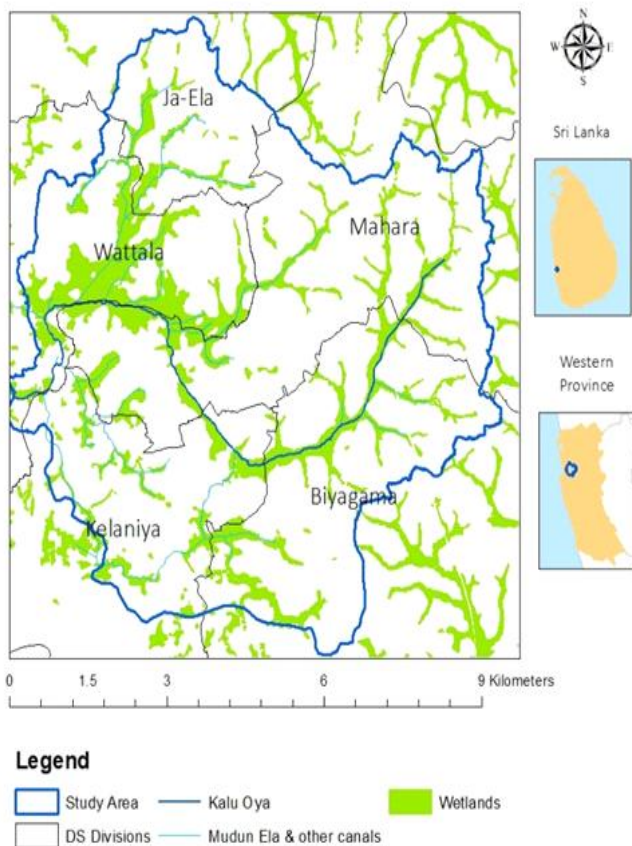 N
W E
S
Sri Lanka
Western
Province
Ja-Ela
Mahara
Wattala
Biyagama
Kelaniya
0 1.5 3 6 9 Kilometers
Legend
Study Area Kalu Oya Wetlands
DS Divisions Mudun Ela & other canals